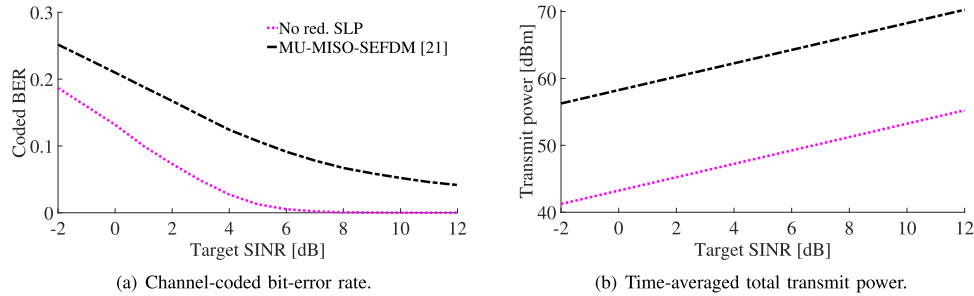 0.3
0.2
0.1
0
Coded BER
No red. SLP
MU-MISO-SEFDM [21]
-2 0 2 4 6 8 10 12
Target SINR [dB]
(a) Channel-coded bit-error rate.
70
60
50
40
Transmit power [dBm]
-2 0 2 4 6 8 10 12
Target SINR [dB]
(b) Time-averaged total transmit power.